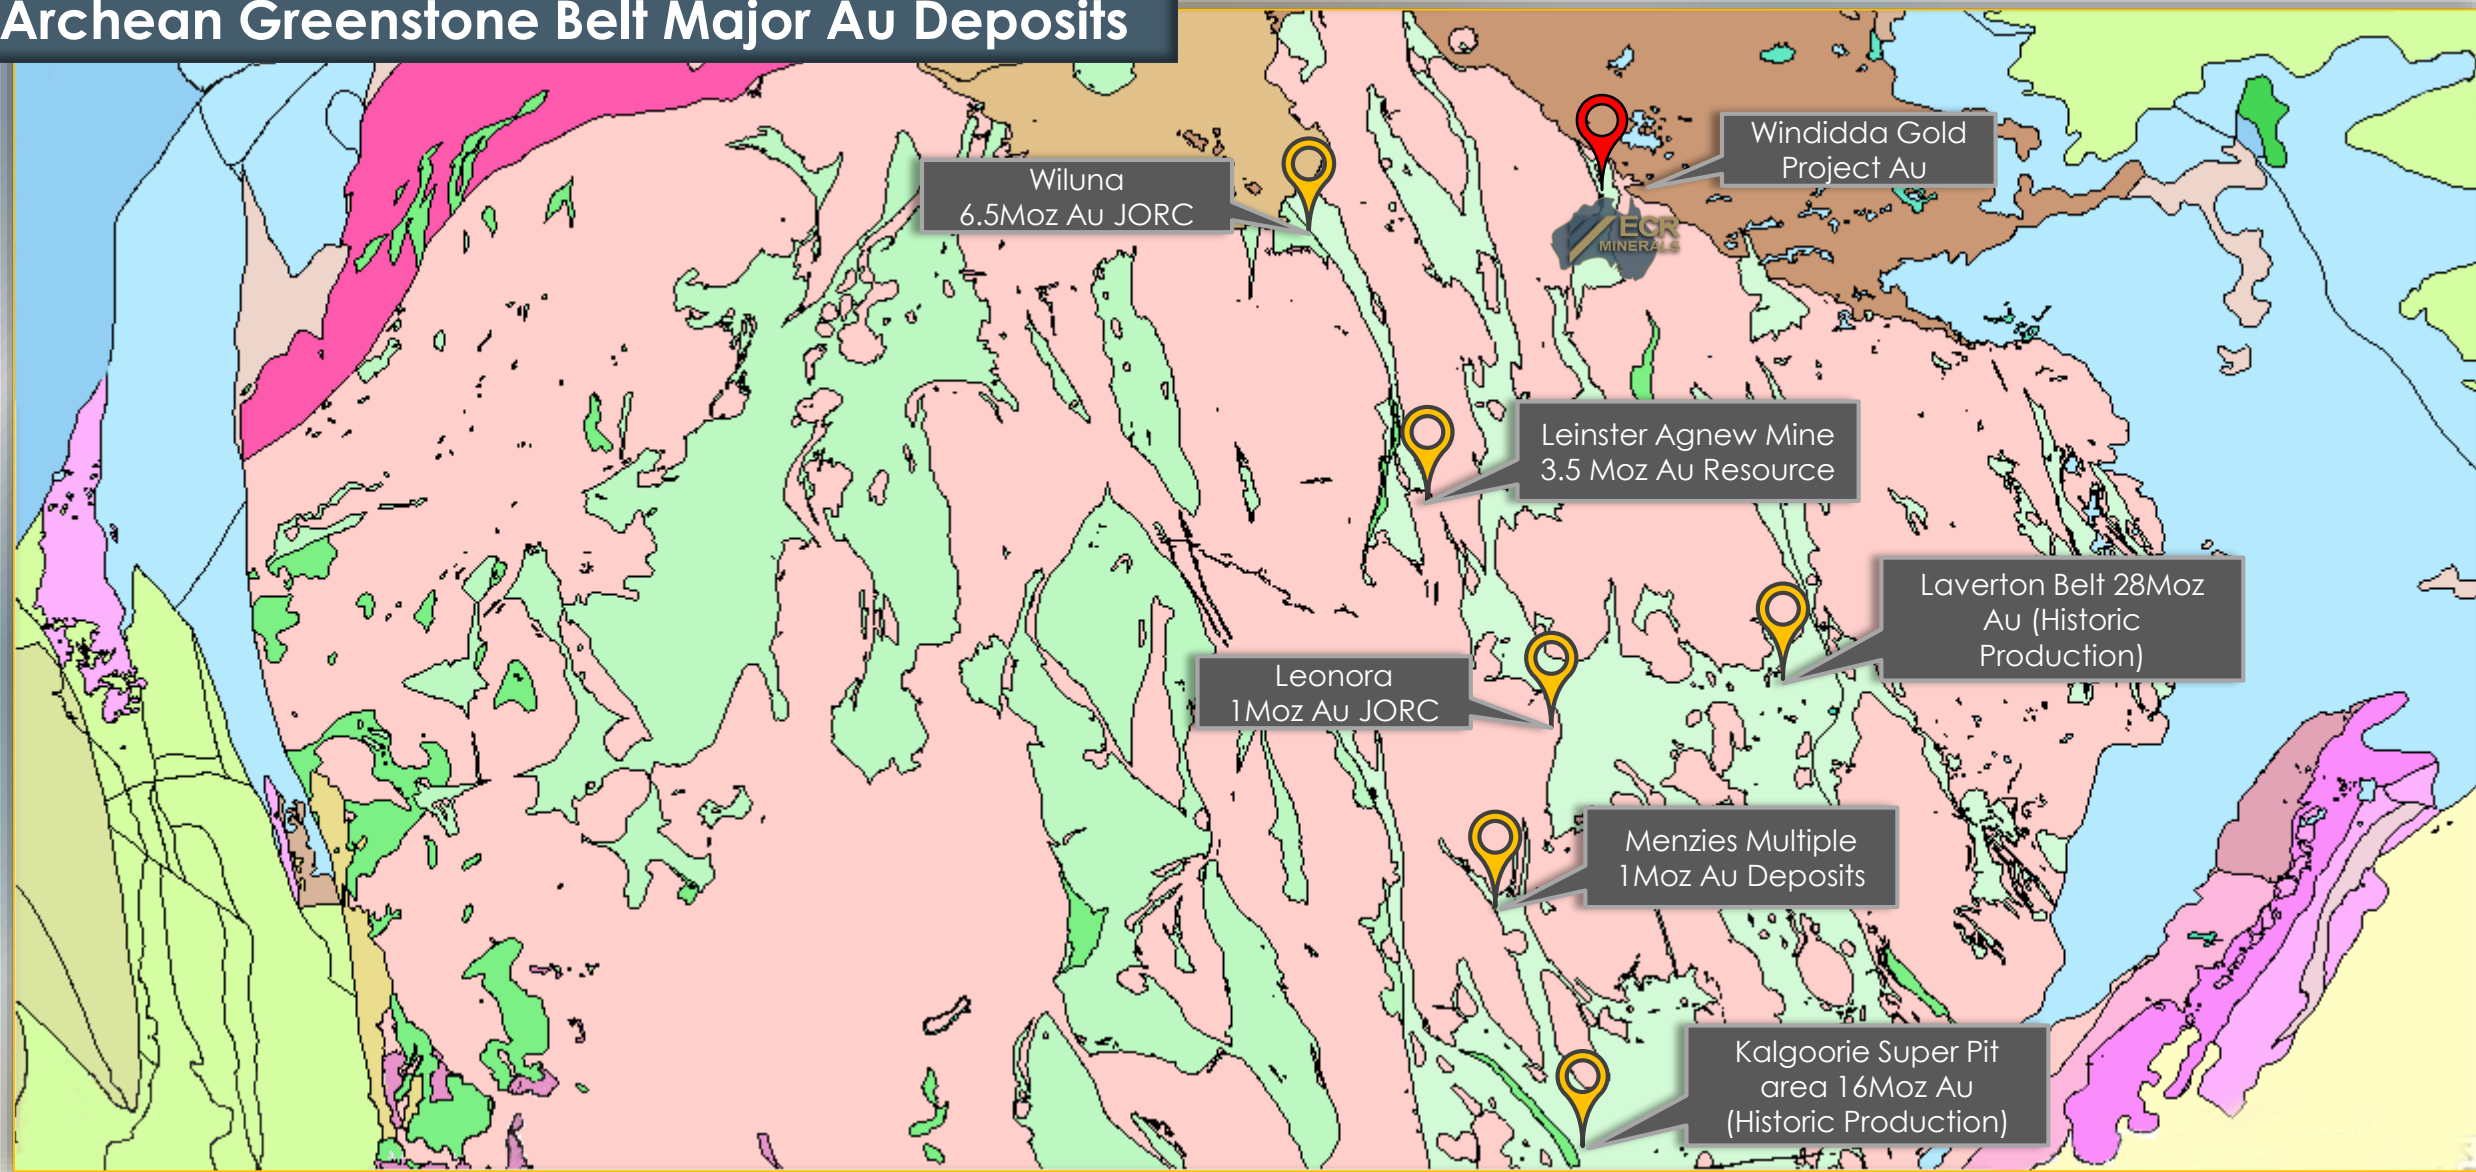 Archean Greenstone Belt Major Au Deposits
Windidda Gold
Project Au
Wiluna
6.5Moz Au JORC
ECR
MINERALS
Leinster Agnew Mine
3.5 Moz Au Resource
Laverton Belt 28Moz
Au (Historic
Production)
Leonora
1Moz Au JORC
Menzies Multiple
1Moz Au Deposits
Kalgoorie Super Pit
area 16Moz Au
(Historic Production)